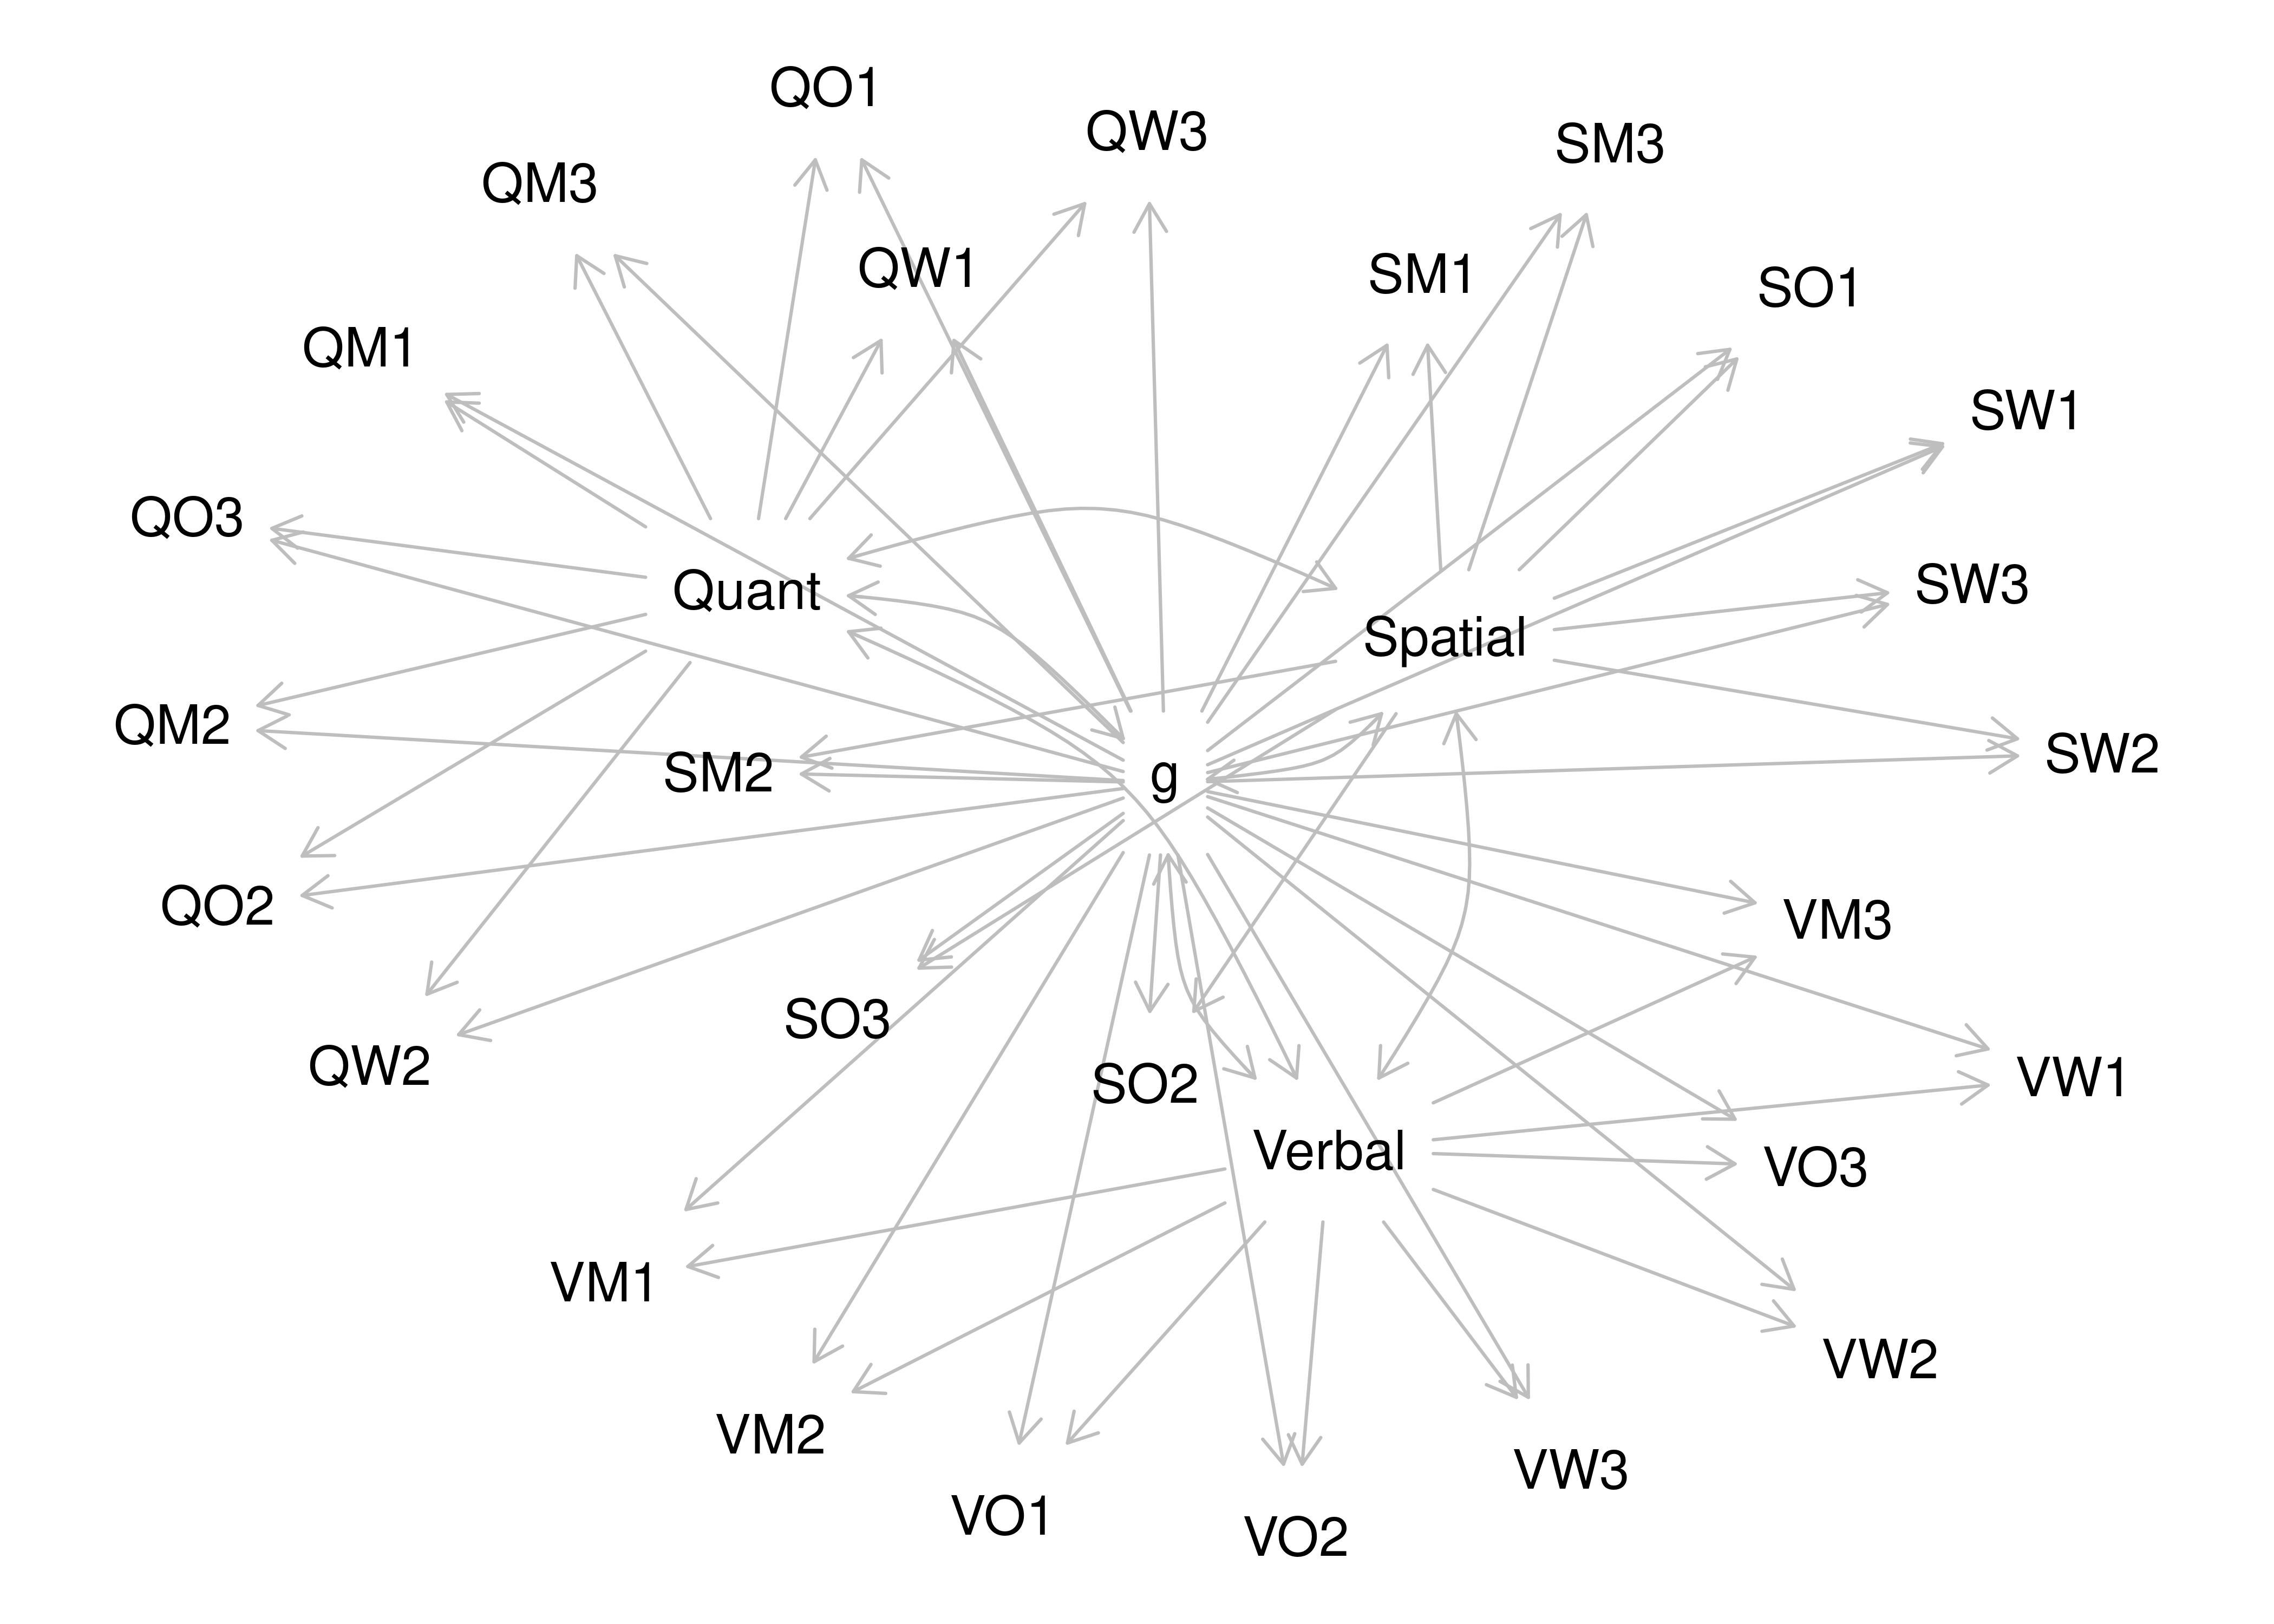 QO1
QW3
SM3
QM3
QW1
SM1
SO1
QM1
SW1
QO3
Quant
SW3
Spatial
QM2
SM2
g
SW2
QO2
VM3
SO3
QW2
SO2
VW1
Verbal
VO3
VM1
VW2
VM2
VW3
VO1
VO2